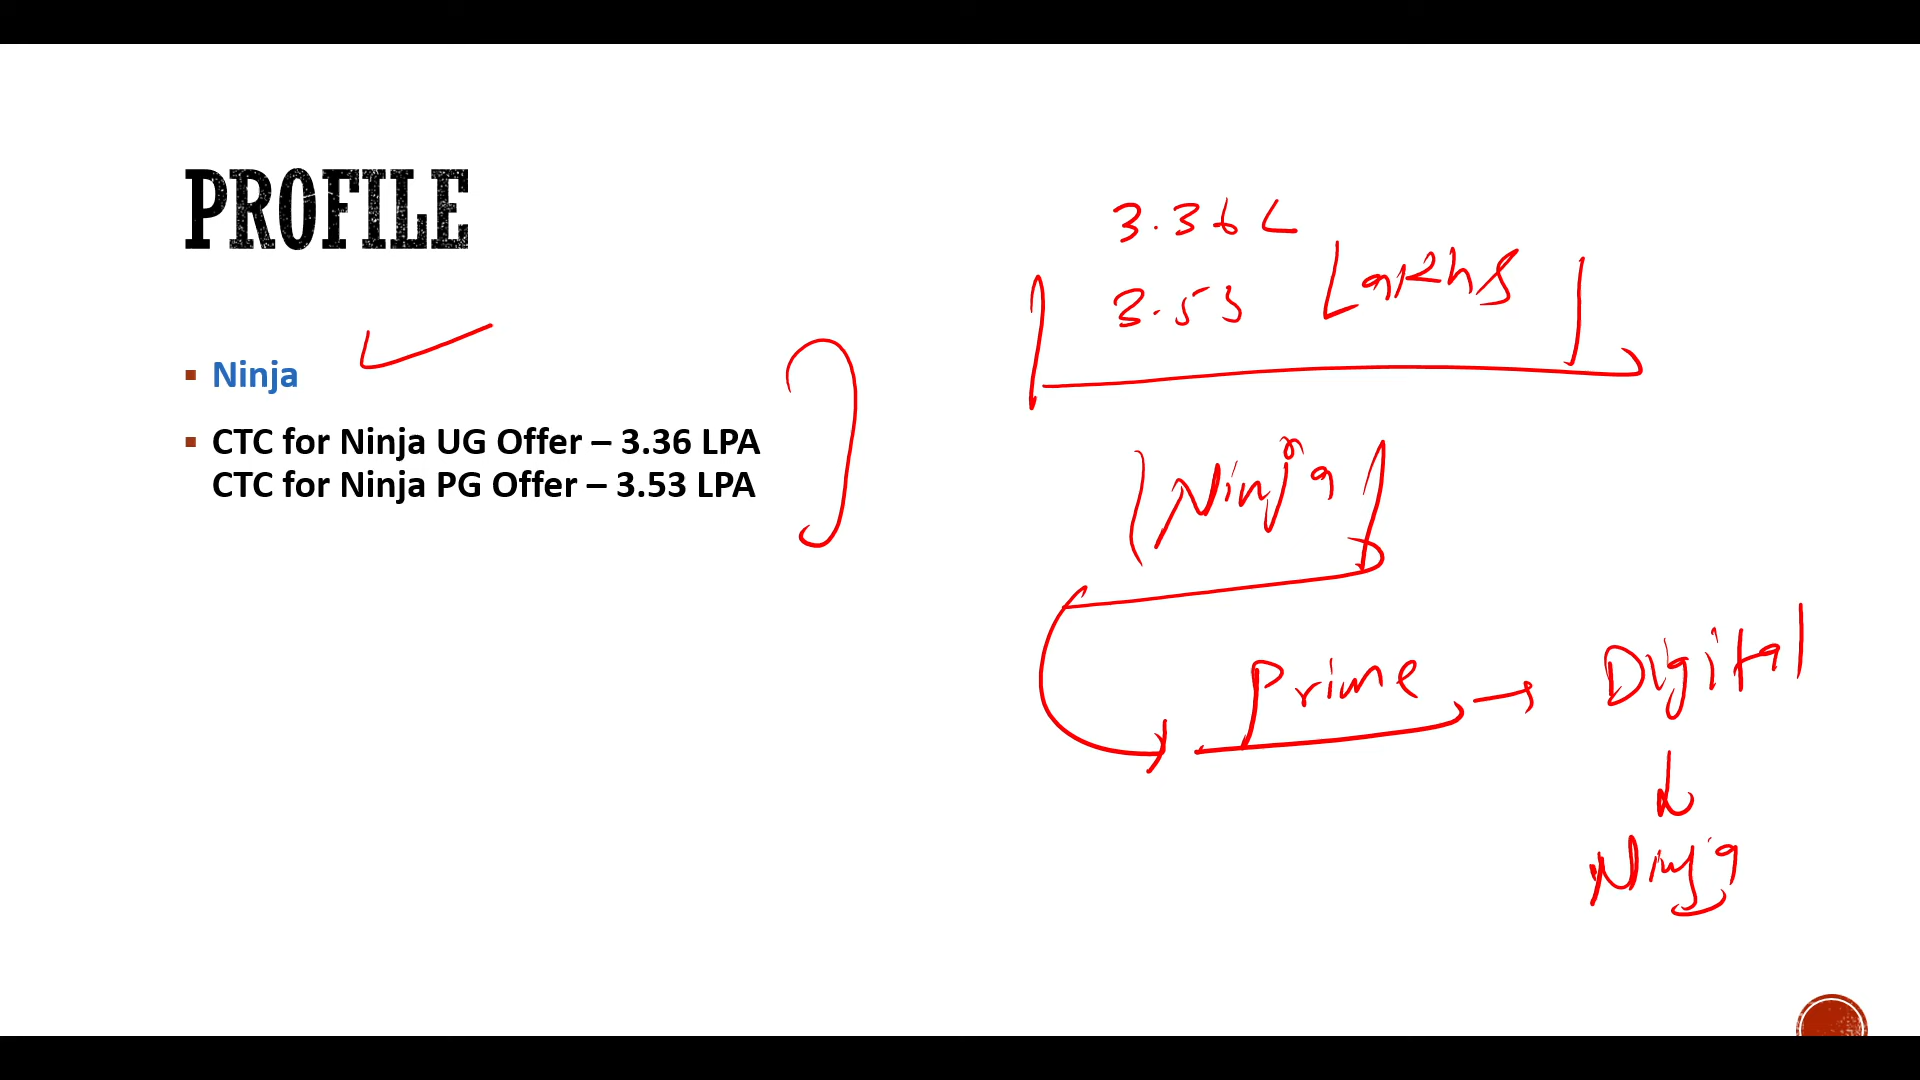 PROFILE
Ninja
CTC for Ninja UG Offer – 3.36 LPA
CTC for Ninja PG Offer – 3.53 LPA
3.36 L
3.53 Lakhs
Ninja
Prime → Digital
Ninja